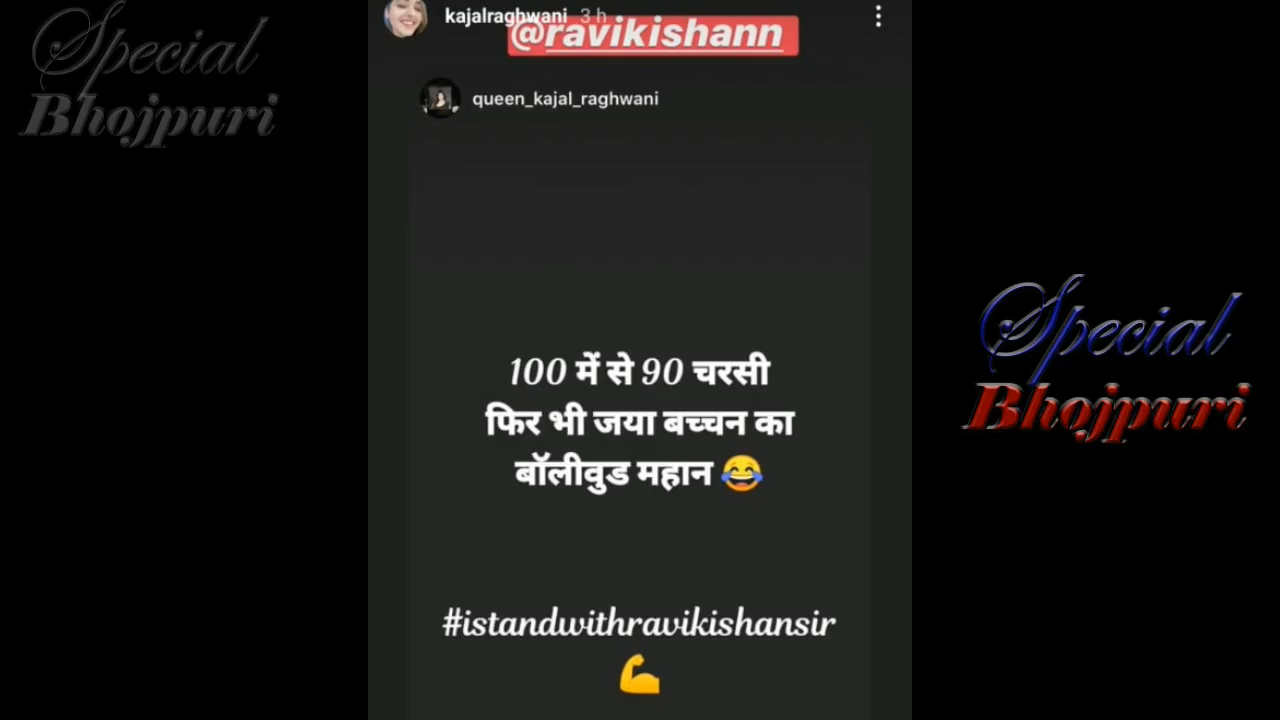 Special
Bhojpuri
kajalraghwani 3 h
@ravikishann
queen_kajal_raghwani
100 में से 90 चरसी
फिर भी जया बच्चन का
बॉलीवुड महान 😂
#istandwithravikishansir
💪
Special
Bhojpuri